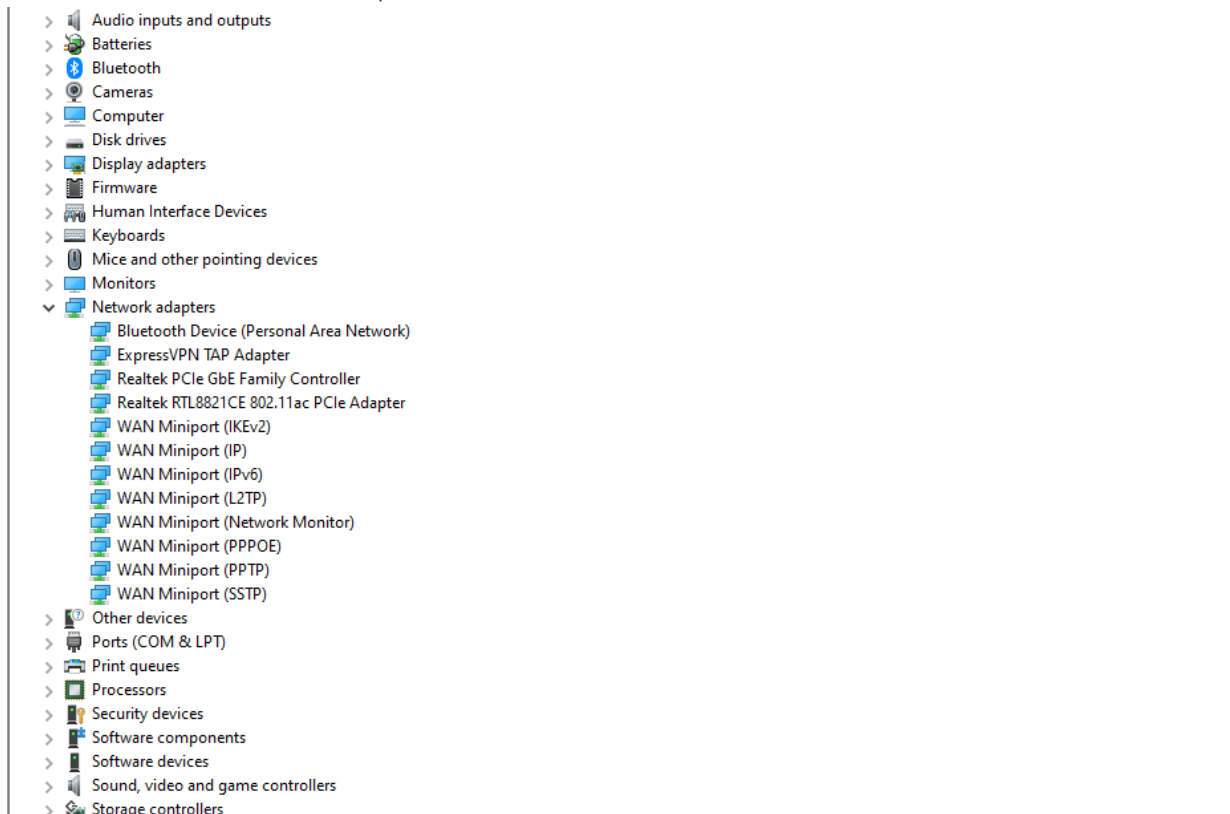 Audio inputs and outputs
Batteries
Bluetooth
Cameras
Computer
Disk drives
Display adapters
Firmware
Human Interface Devices
Keyboards
Mice and other pointing devices
Monitors
Network adapters
Bluetooth Device (Personal Area Network)
ExpressVPN TAP Adapter
Realtek PCIe GbE Family Controller
Realtek RTL8821CE 802.11ac PCIe Adapter
WAN Miniport (IKEv2)
WAN Miniport (IP)
WAN Miniport (IPv6)
WAN Miniport (L2TP)
WAN Miniport (Network Monitor)
WAN Miniport (PPPOE)
WAN Miniport (PPTP)
WAN Miniport (SSTP)
Other devices
Ports (COM & LPT)
Print queues
Processors
Security devices
Software components
Software devices
Sound, video and game controllers
Storage controllers